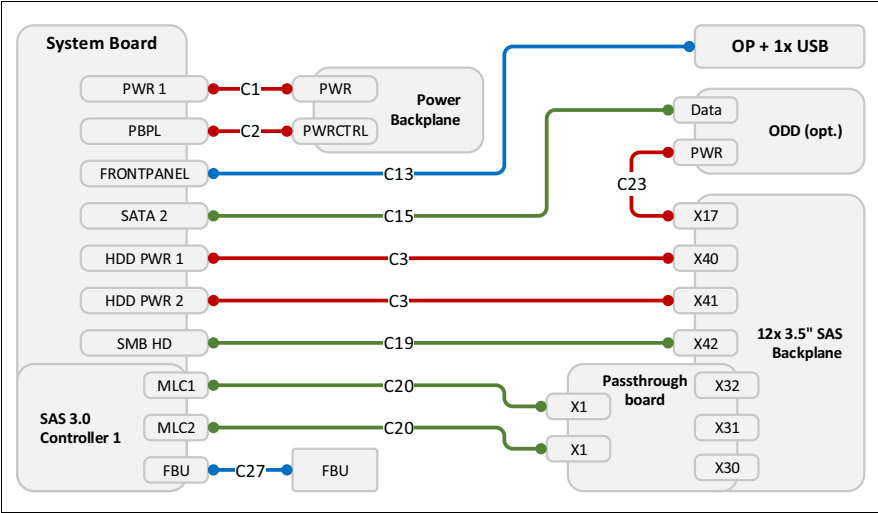 System Board
OP + 1x USB
PWR 1
C1
PWR
Power
Backplane
PBPL
C2
PWRCTRL
Data
ODD (opt.)
PWR
FRONTPANEL
C13
C23
SATA 2
C15
X17
HDD PWR 1
C3
X40
HDD PWR 2
C3
X41
SMB HD
C19
X42
12x 3.5" SAS
Backplane
SAS 3.0
Controller 1
MLC1
C20
X1
Passthrough
board
X32
MLC2
C20
X1
X31
FBU
C27
FBU
X30